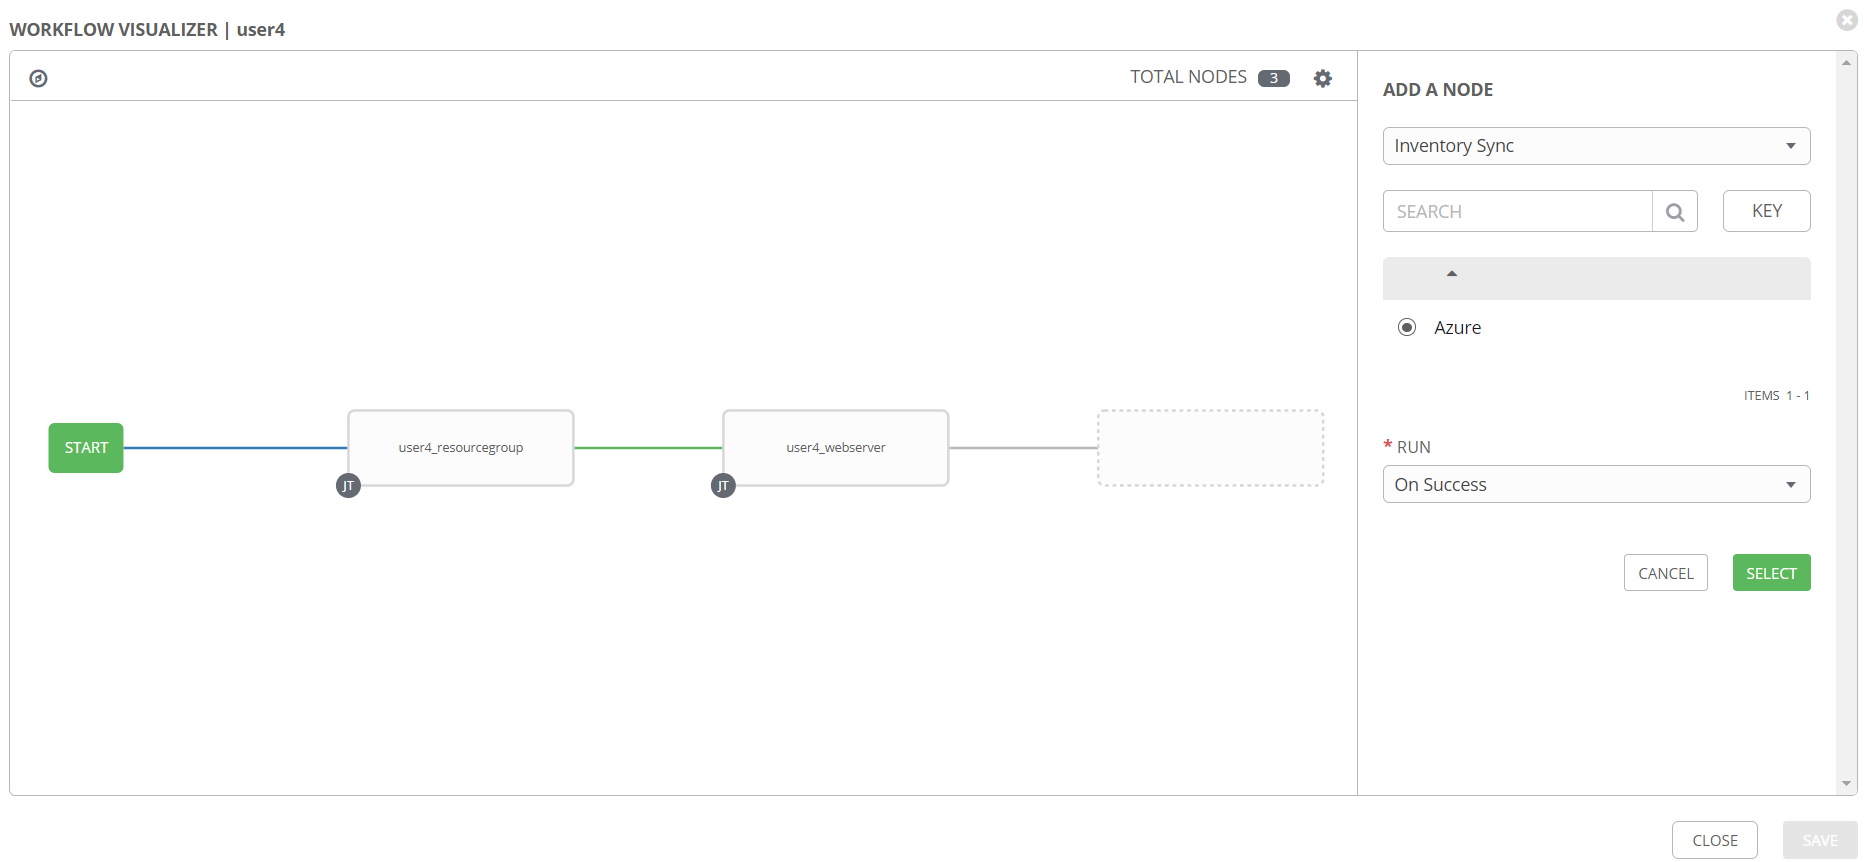 WORKFLOW VISUALIZER | user4
TOTAL NODES 3
START
user4_resourcegroup
JT
user4_webserver
JT
ADD A NODE
Inventory Sync
SEARCH
KEY
Azure
ITEMS 1 - 1
* RUN
On Success
CANCEL SELECT
CLOSE SAVE